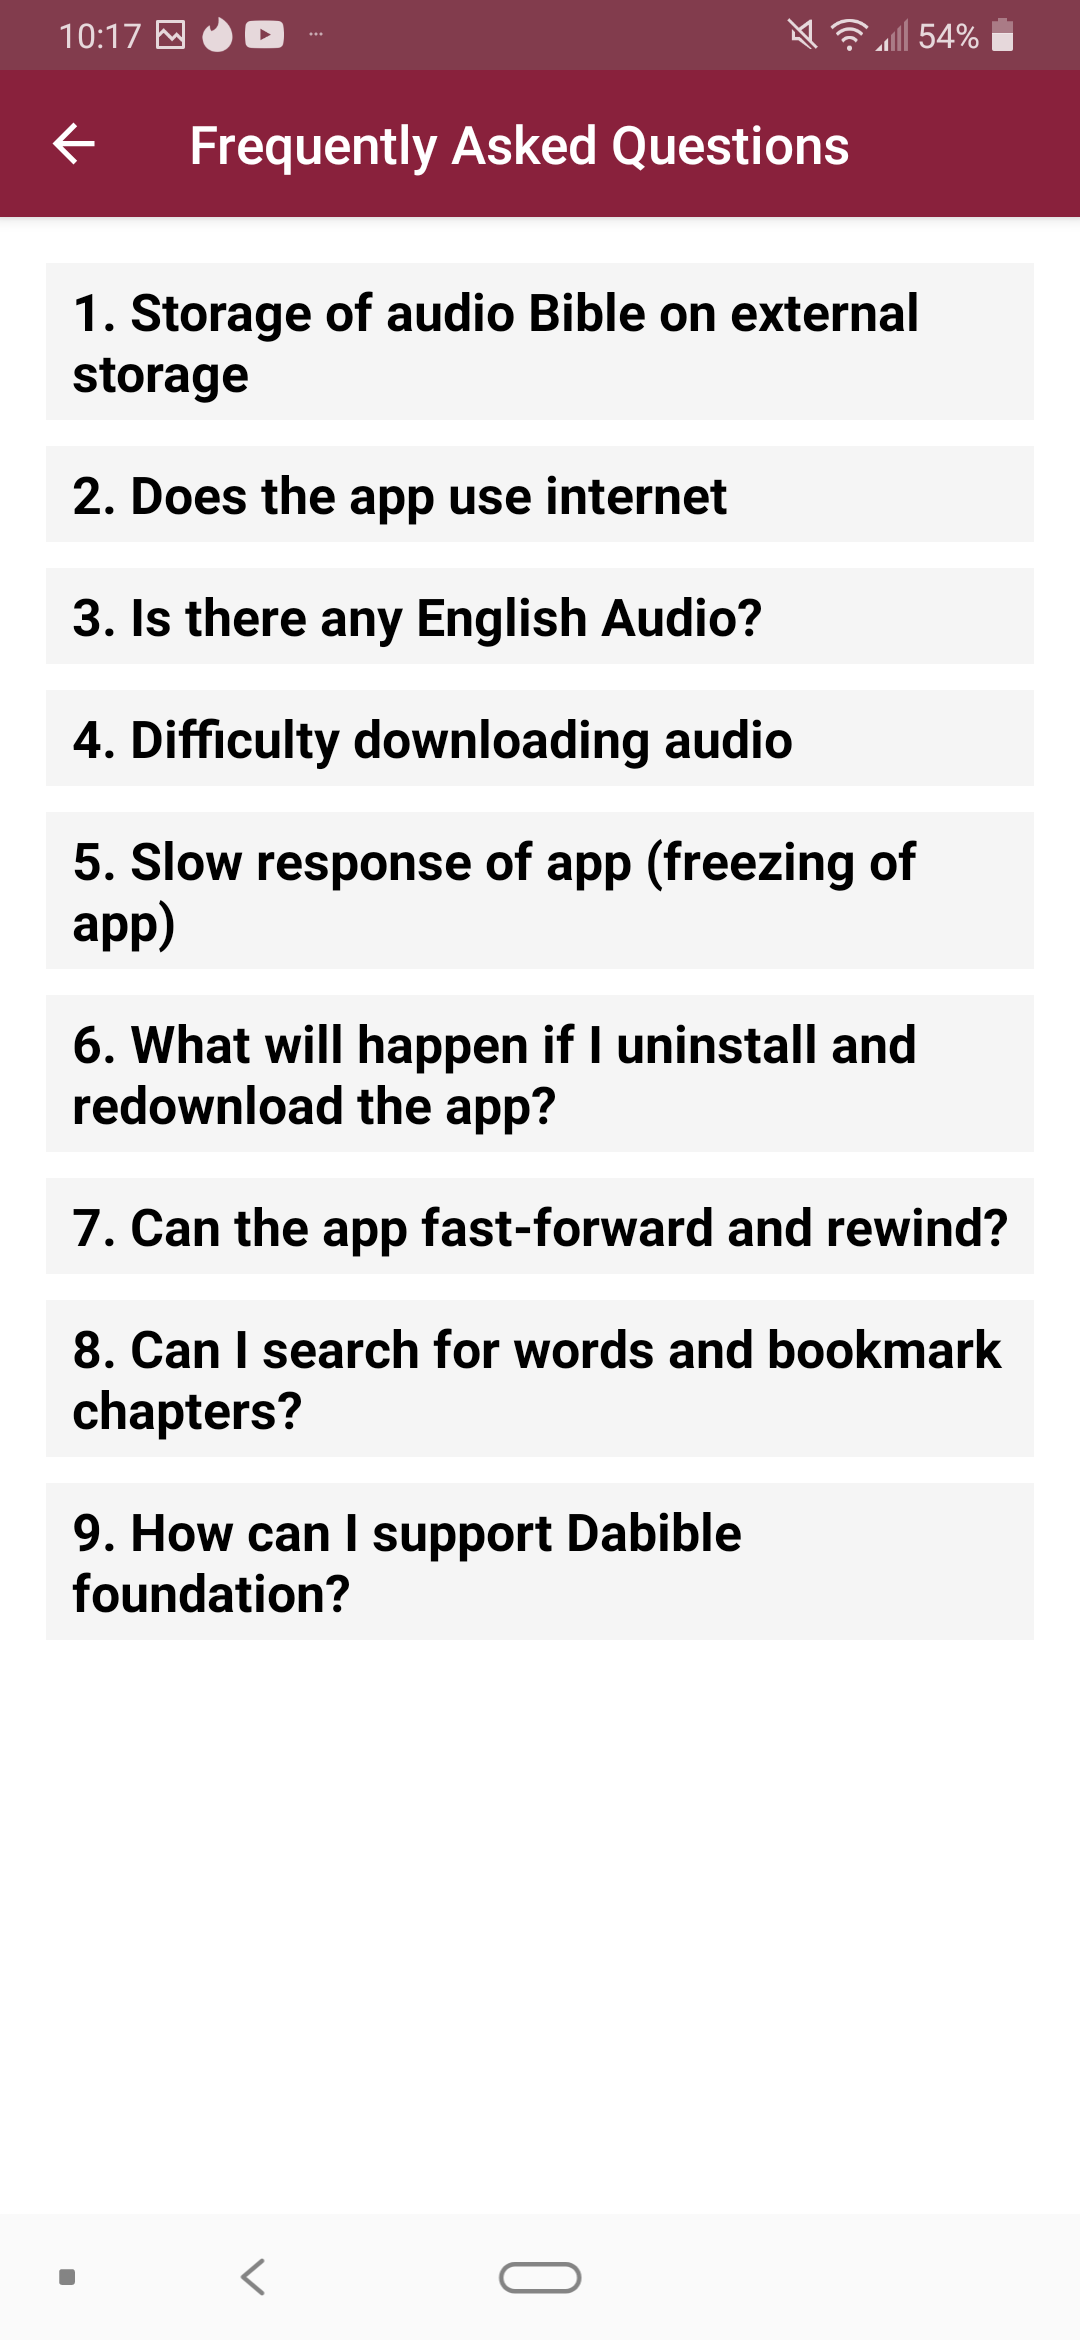 10:17
54%
Frequently Asked Questions
1. Storage of audio Bible on external
storage
2. Does the app use internet
3. Is there any English Audio?
4. Difficulty downloading audio
5. Slow response of app (freezing of
app)
6. What will happen if I uninstall and
redownload the app?
7. Can the app fast-forward and rewind?
8. Can I search for words and bookmark
chapters?
9. How can I support Dabible
foundation?